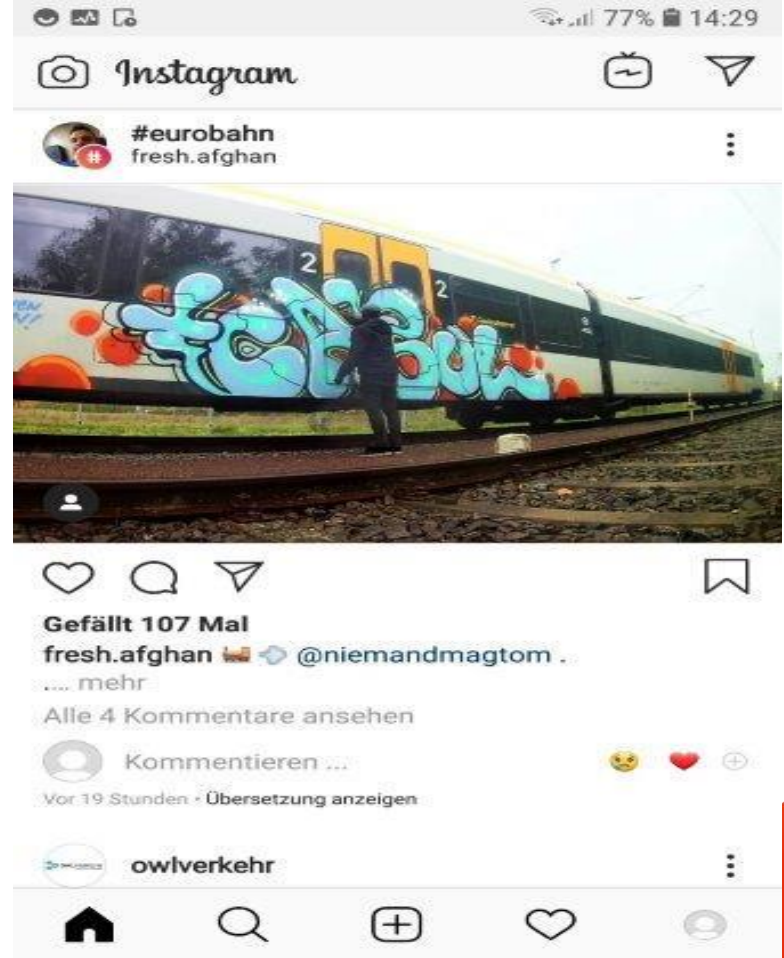 77% 14:29
Instagram
#eurobahn
fresh.afghan
2
2
Gefällt 107 Mal
fresh.afghan @niemandmagtom .
.... mehr
Alle 4 Kommentare ansehen
Kommentieren ...
Vor 19 Stunden • Übersetzung anzeigen
owlverkehr